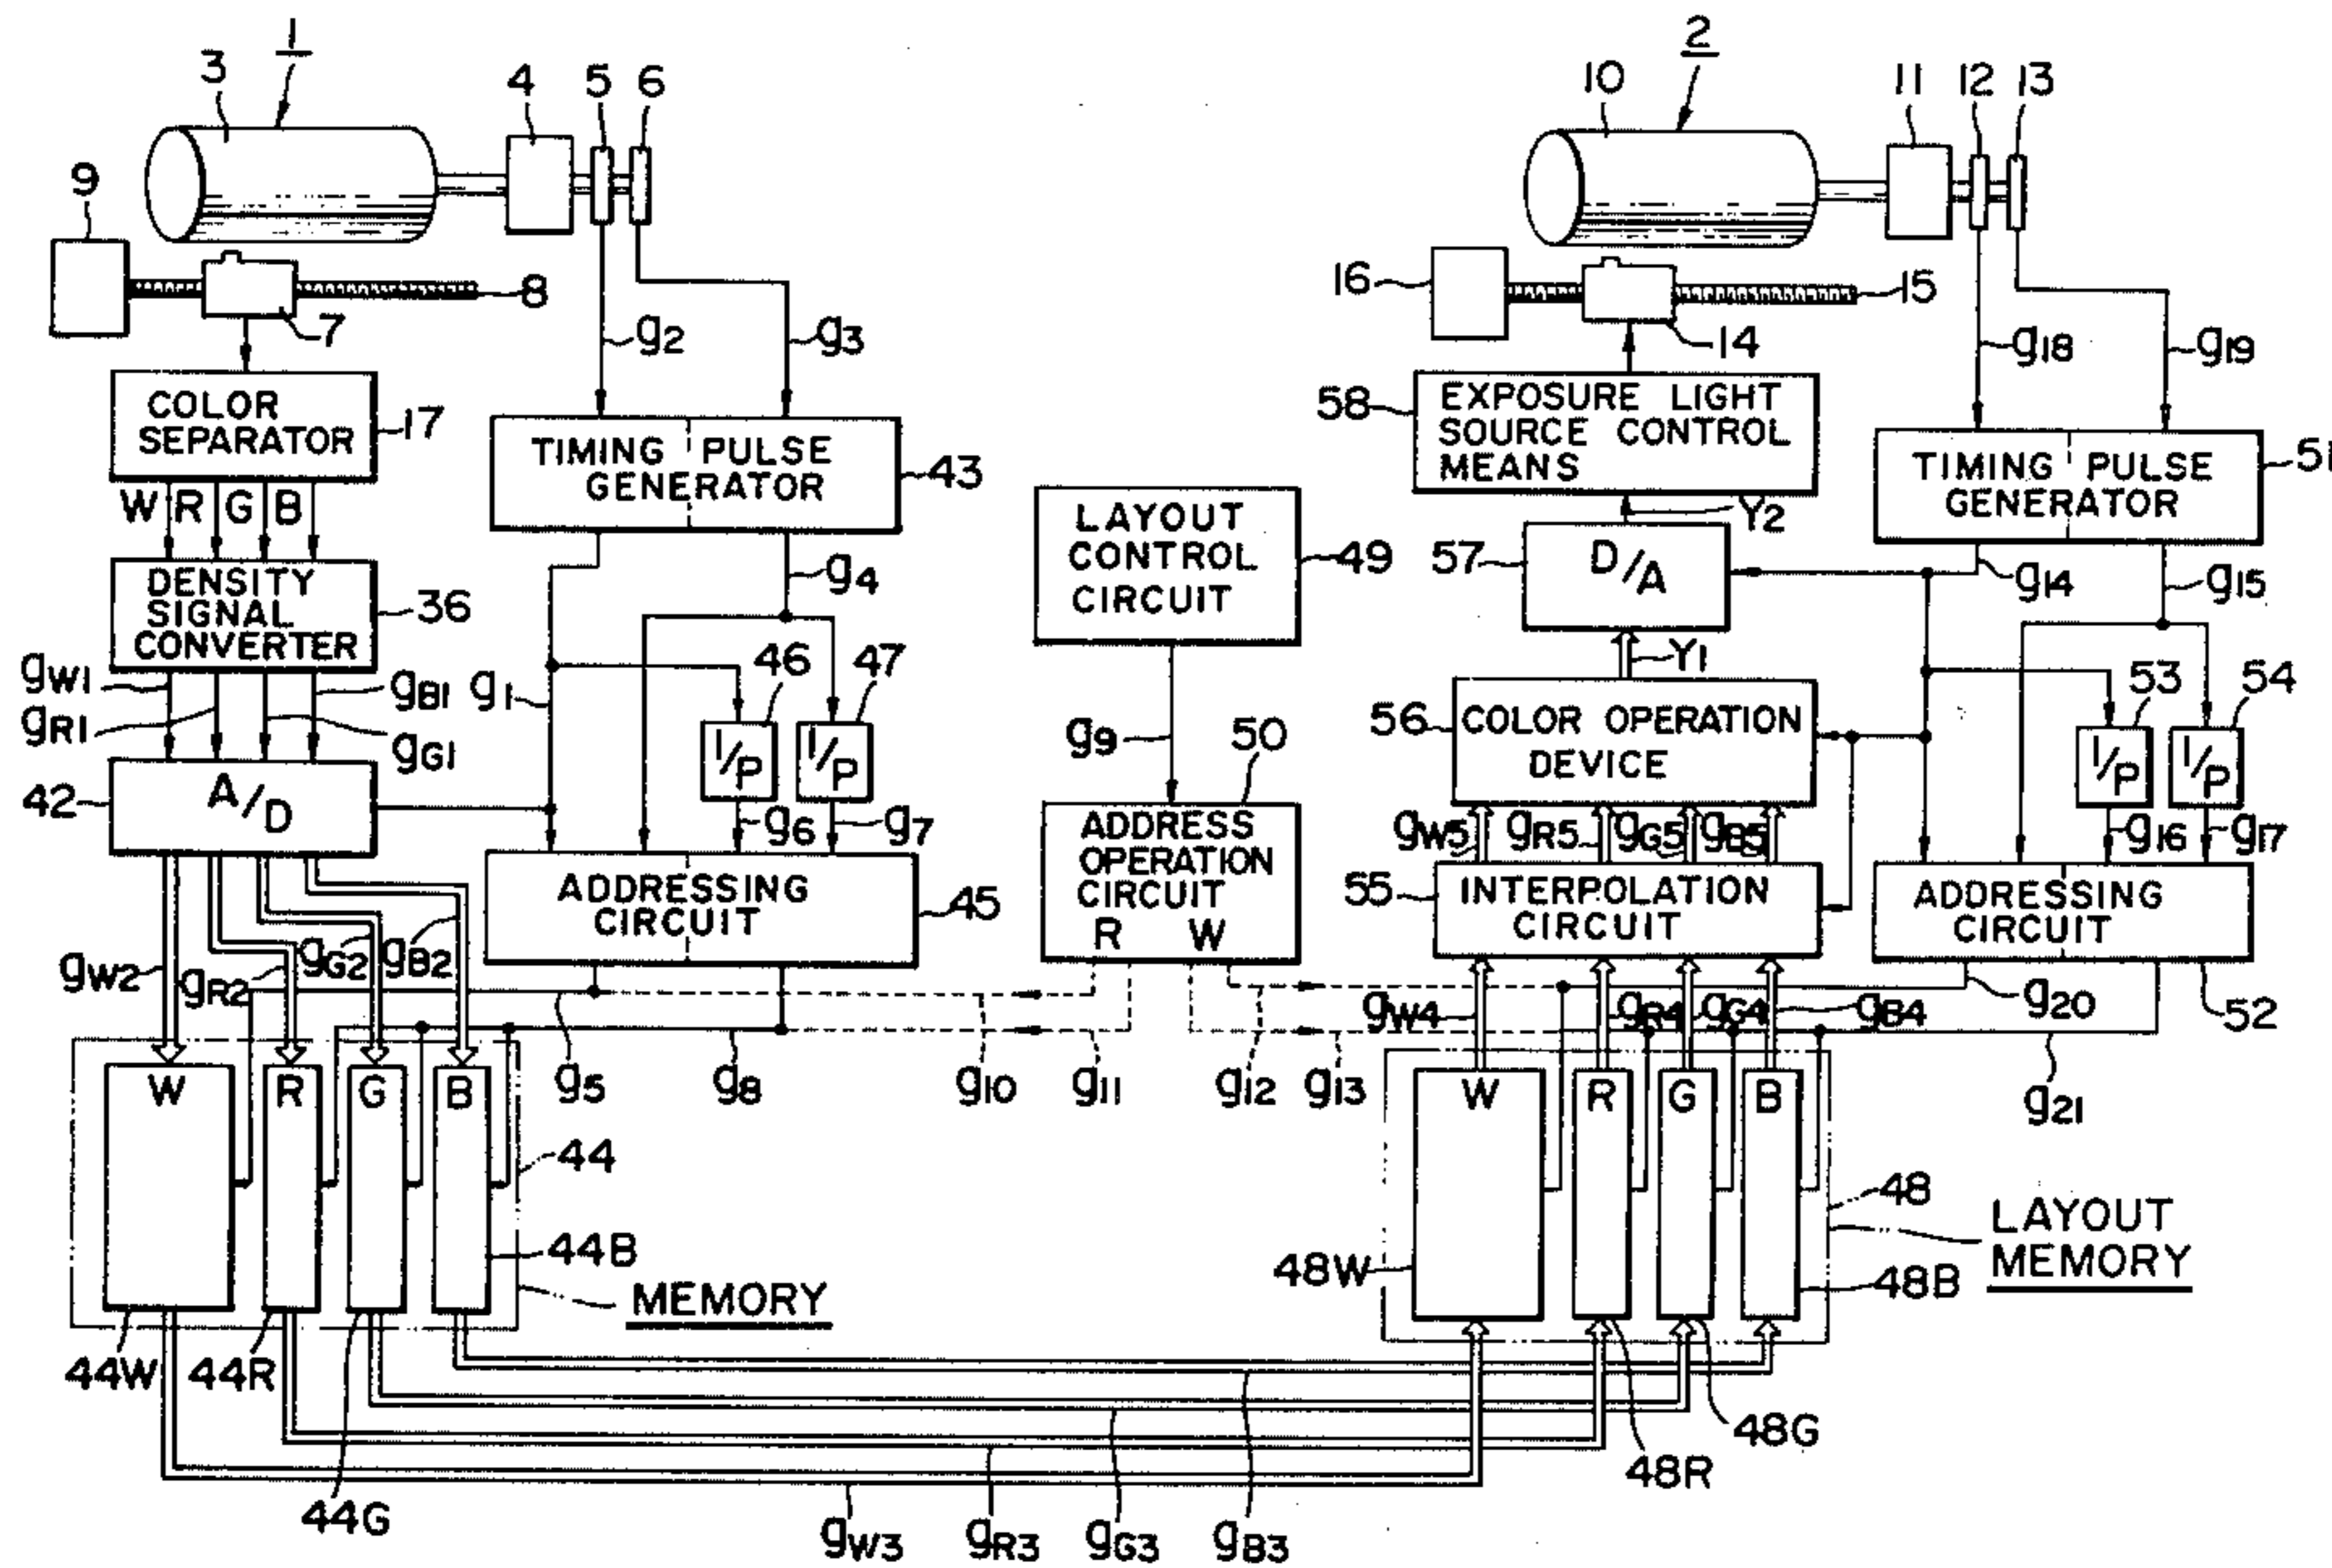 1
3
4
5
6
9
8
7
g2
g3
COLOR
SEPARATOR
17
W R G B
TIMING PULSE
GENERATOR
43
DENSITY
SIGNAL
CONVERTER
36
g4
gW1
gR1
gB1
gG1
g1
46
47
1/P
1/P
g6
g7
A/D
42
ADDRESSING
CIRCUIT
45
gW2
gR2
gG2
gB2
g5
g8
W
R
G
B
44
44B
MEMORY
44W
44R
44G
LAYOUT
CONTROL
CIRCUIT
49
g9
50
ADDRESS
OPERATION
CIRCUIT
R W
g10
g11
g12
g13
2
10
11
12
13
16
15
14
g18
g19
58
EXPOSURE LIGHT
SOURCE CONTROL
MEANS
TIMING PULSE
GENERATOR
51
Y2
57
D/A
g14
g15
Y1
56
COLOR OPERATION
DEVICE
53
54
1/P
1/P
g16
g17
gW5
gR5
gG5
gB5
55
INTERPOLATION
CIRCUIT
ADDRESSING
CIRCUIT
52
gW4
gR4
gG4
gB4
g20
g21
W
R
G
B
48
LAYOUT
MEMORY
48W
48B
48G
48R
gW3
gR3
gG3
gB3